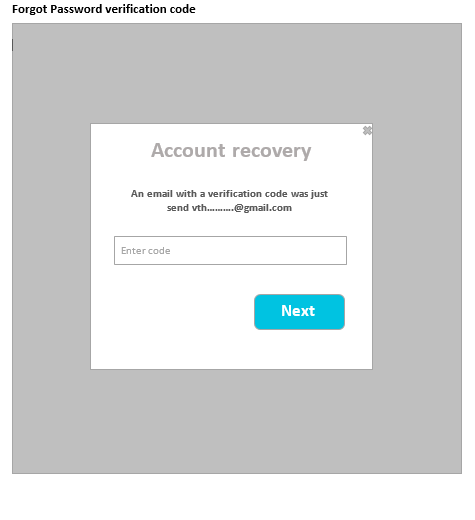 Forgot Password verification code
Account recovery
An email with a verification code was just
send vth……….@gmail.com
Enter code
Next